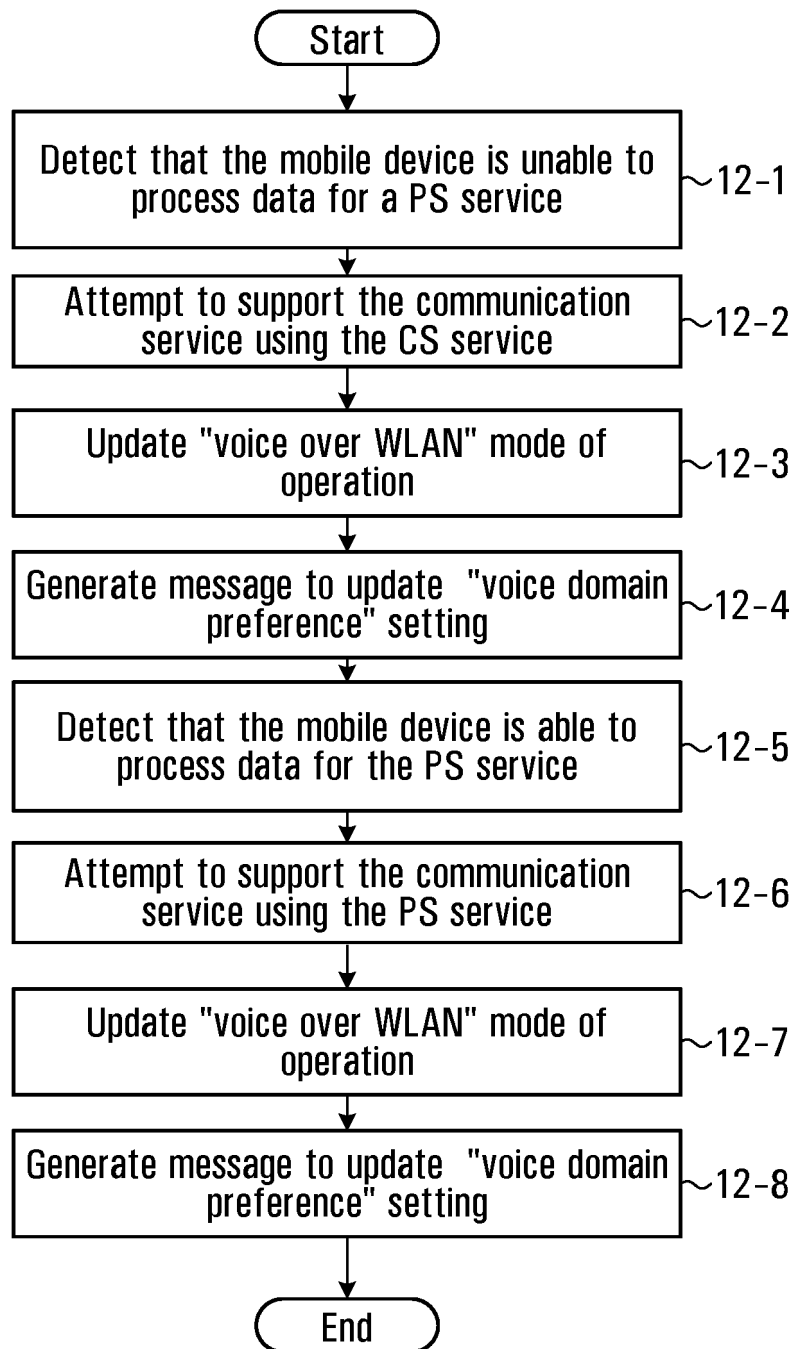 Start
Detect that the mobile device is unable to
process data for a PS service
12-1
Attempt to support the communication
service using the CS service
12-2
Update "voice over WLAN" mode of
operation
12-3
Generate message to update "voice domain
preference" setting
12-4
Detect that the mobile device is able to
process data for the PS service
12-5
Attempt to support the communication
service using the PS service
12-6
Update "voice over WLAN" mode of
operation
12-7
Generate message to update "voice domain
preference" setting
12-8
End